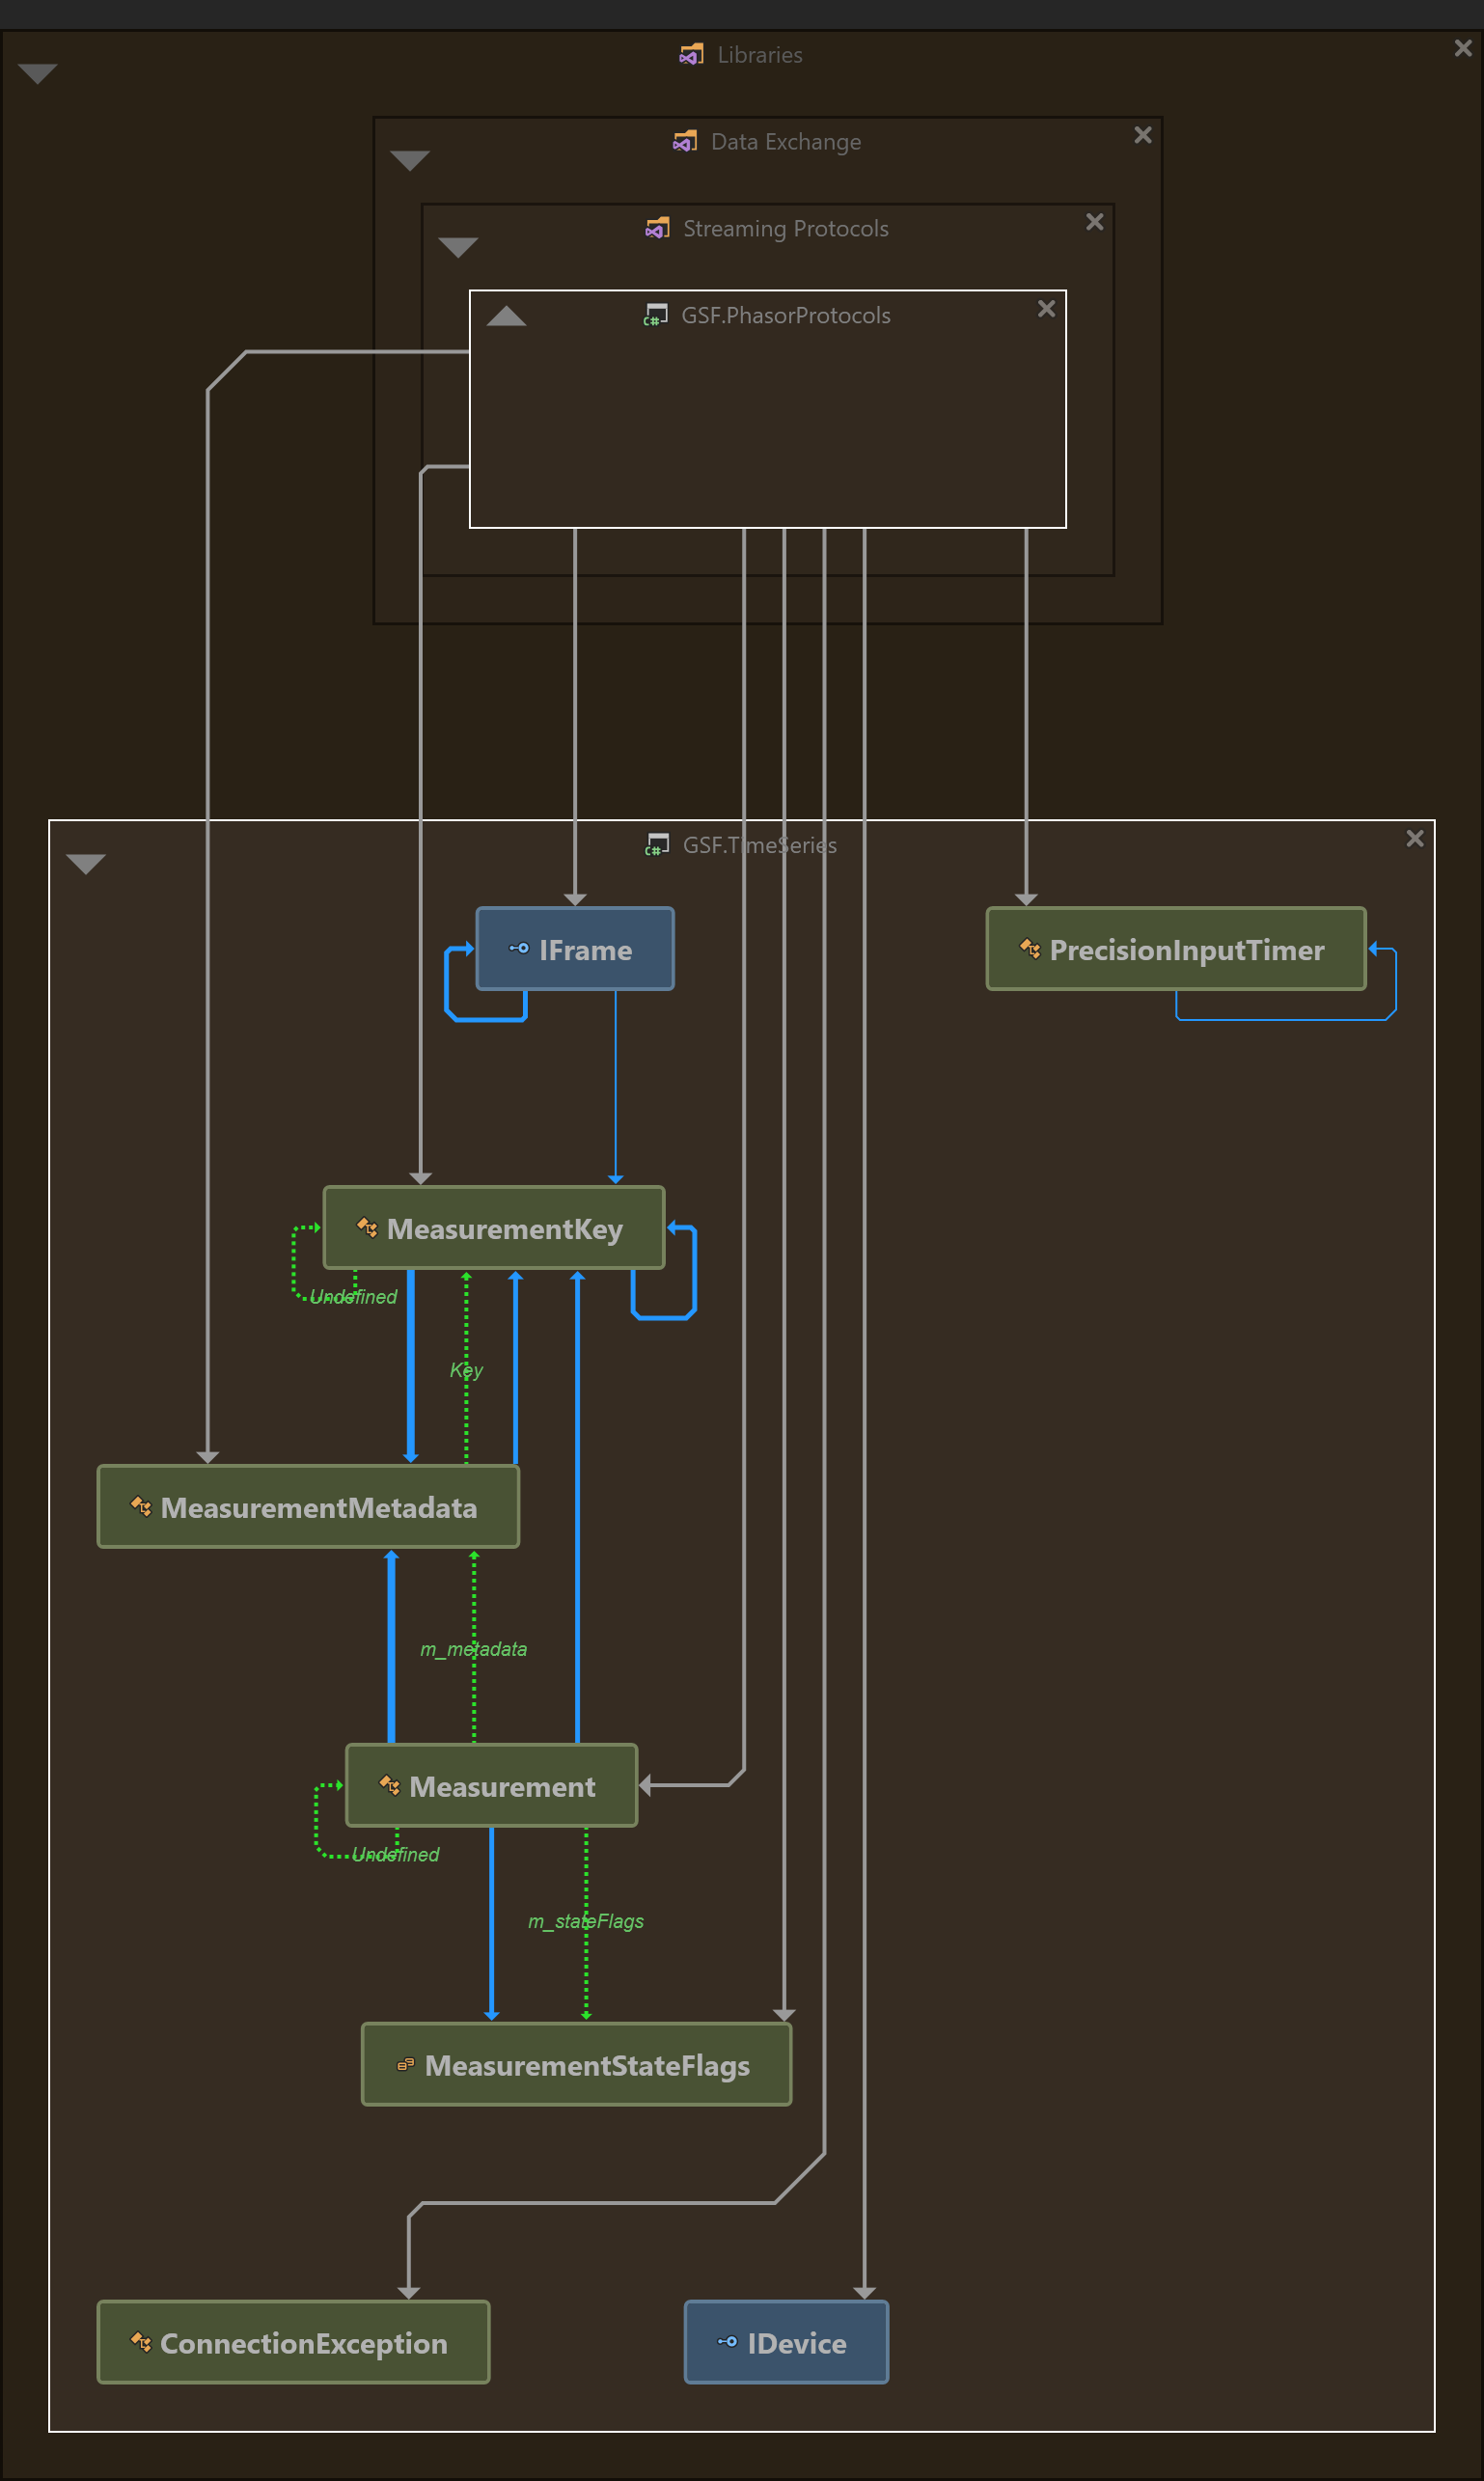 Libraries
Data Exchange
Streaming Protocols
C# GSF.PhasorProtocols
C# GSF.TimeSeries
IFrame
PrecisionInputTimer
MeasurementKey
Undefined
Key
MeasurementMetadata
m_metadata
Measurement
Undefined
m_stateFlags
MeasurementStateFlags
ConnectionException
IDevice